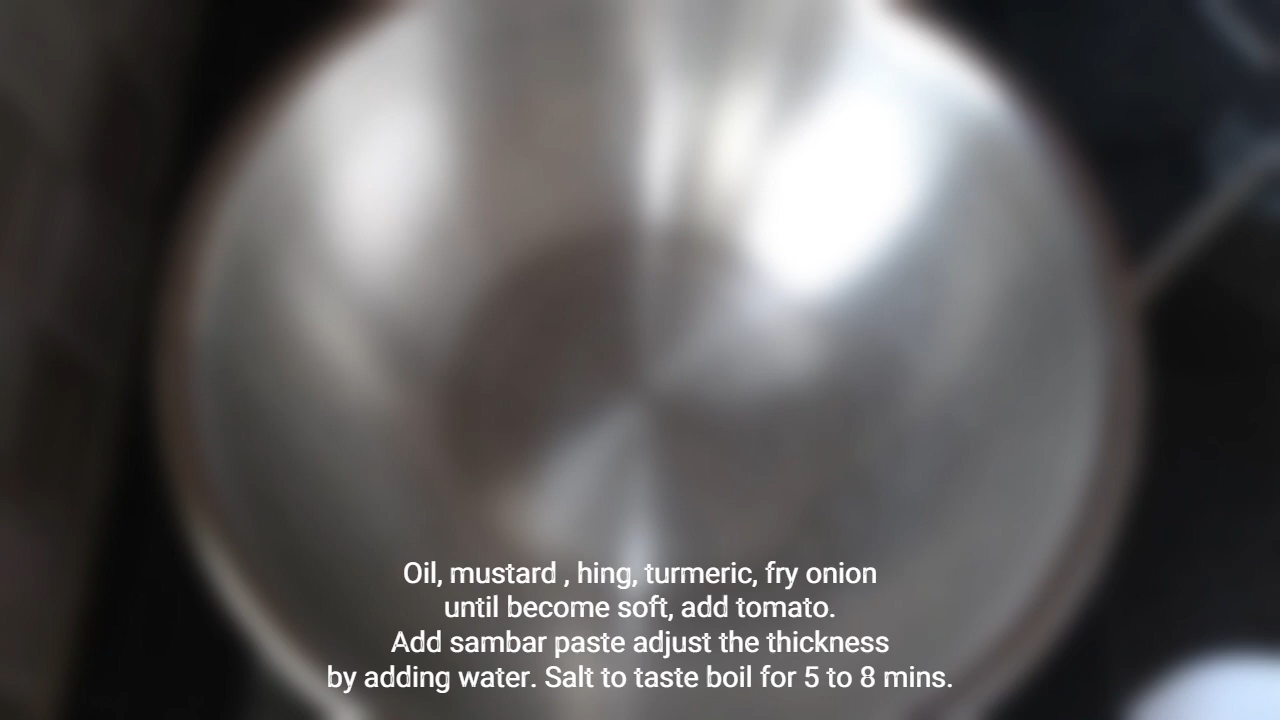 Oil, mustard , hing, turmeric, fry onion
until become soft, add tomato.
Add sambar paste adjust the thickness
by adding water. Salt to taste boil for 5 to 8 mins.